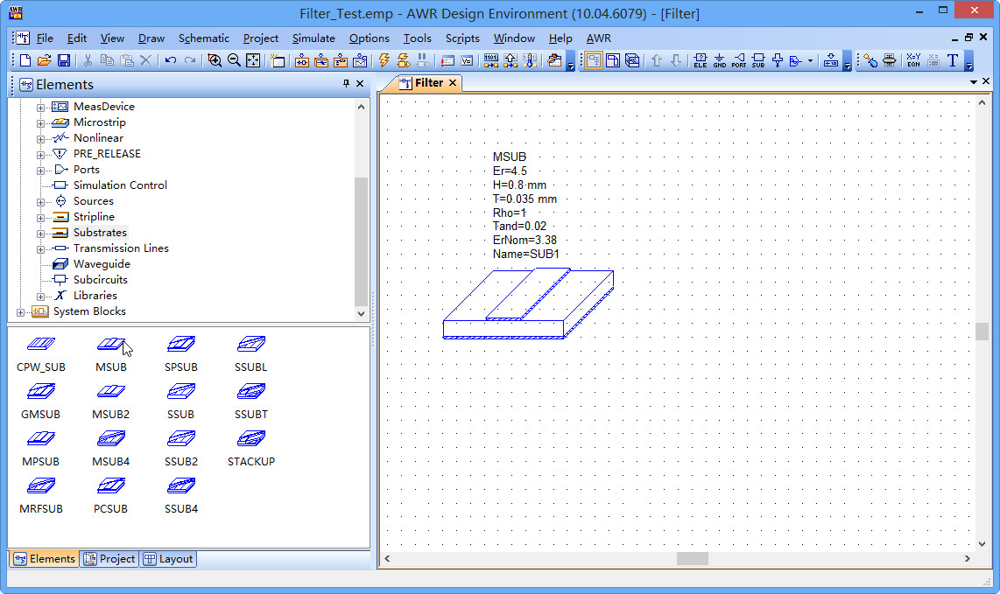 AWR
Filter_Test.emp - AWR Design Environment (10.04.6079) - [Filter]
File Edit View Draw Schematic Project Simulate Options Tools Scripts Window Help AWR
ELE GND PORT SUB X=Y EQN T
Elements
Filter
MeasDevice
Microstrip
Nonlinear
PRE_RELEASE
Ports
Simulation Control
Sources
Stripline
Substrates
Transmission Lines
Waveguide
Subcircuits
Libraries
System Blocks
CPW_SUB MSUB SPSUB SSUBL
GMSUB MSUB2 SSUB SSUBT
MPSUB MSUB4 SSUB2 STACKUP
MRFSUB PCSUB SSUB4
Elements Project Layout
MSUB
Er=4.5
H=0.8 mm
T=0.035 mm
Rho=1
Tand=0.02
ErNom=3.38
Name=SUB1